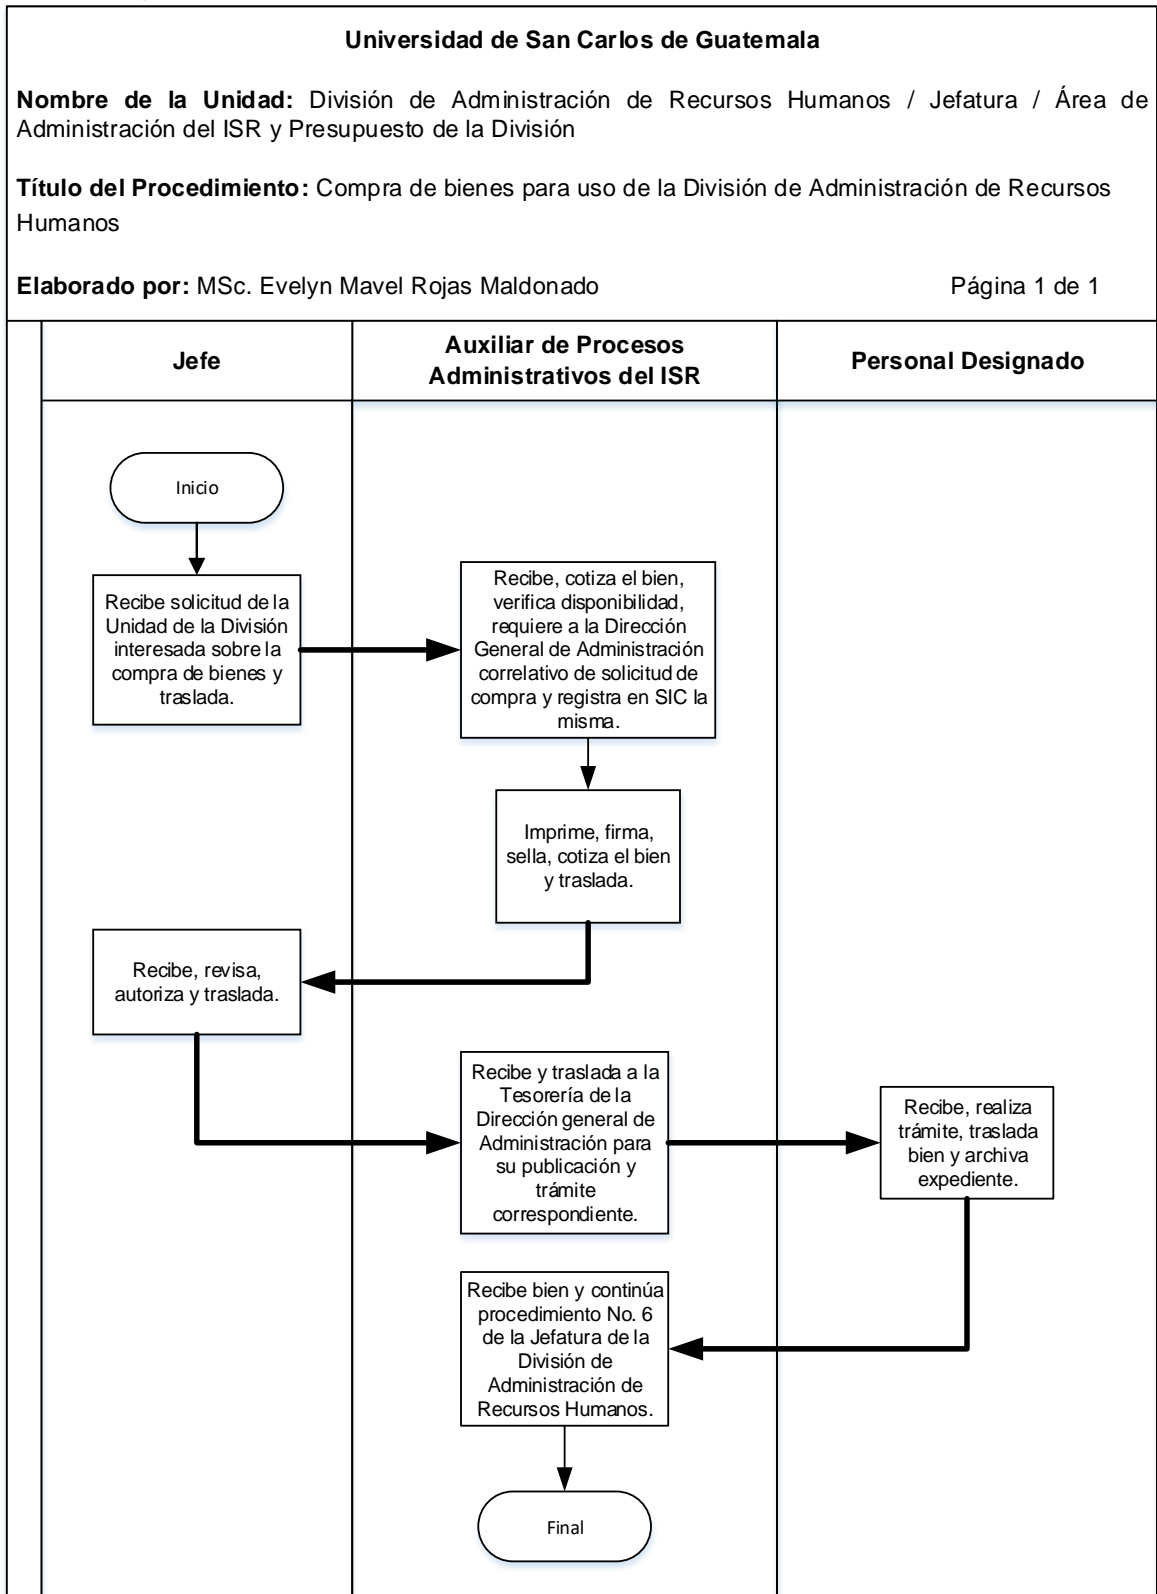 Universidad de San Carlos de Guatemala
Nombre de la Unidad: División de Administración de Recursos Humanos / Jefatura / Área de
Administración del ISR y Presupuesto de la División
Título del Procedimiento: Compra de bienes para uso de la División de Administración de Recursos
Humanos
Elaborado por: MSc. Evelyn Mavel Rojas Maldonado Página 1 de 1
Jefe
Auxiliar de Procesos
Administrativos del ISR
Personal Designado
Inicio
Recibe solicitud de la
Unidad de la División
interesada sobre la
compra de bienes y
traslada.
Recibe, cotiza el bien,
verifica disponibilidad,
requiere a la Dirección
General de Administración
correlativo de solicitud de
compra y registra en SIC la
misma.
Imprime, firma,
sella, cotiza el bien
y traslada.
Recibe, revisa,
autoriza y traslada.
Recibe y traslada a la
Tesorería de la
Dirección general de
Administración para
su publicación y
trámite
correspondiente.
Recibe, realiza
trámite, traslada
bien y archiva
expediente.
Recibe bien y continúa
procedimiento No. 6
de la Jefatura de la
División de
Administración de
Recursos Humanos.
Final